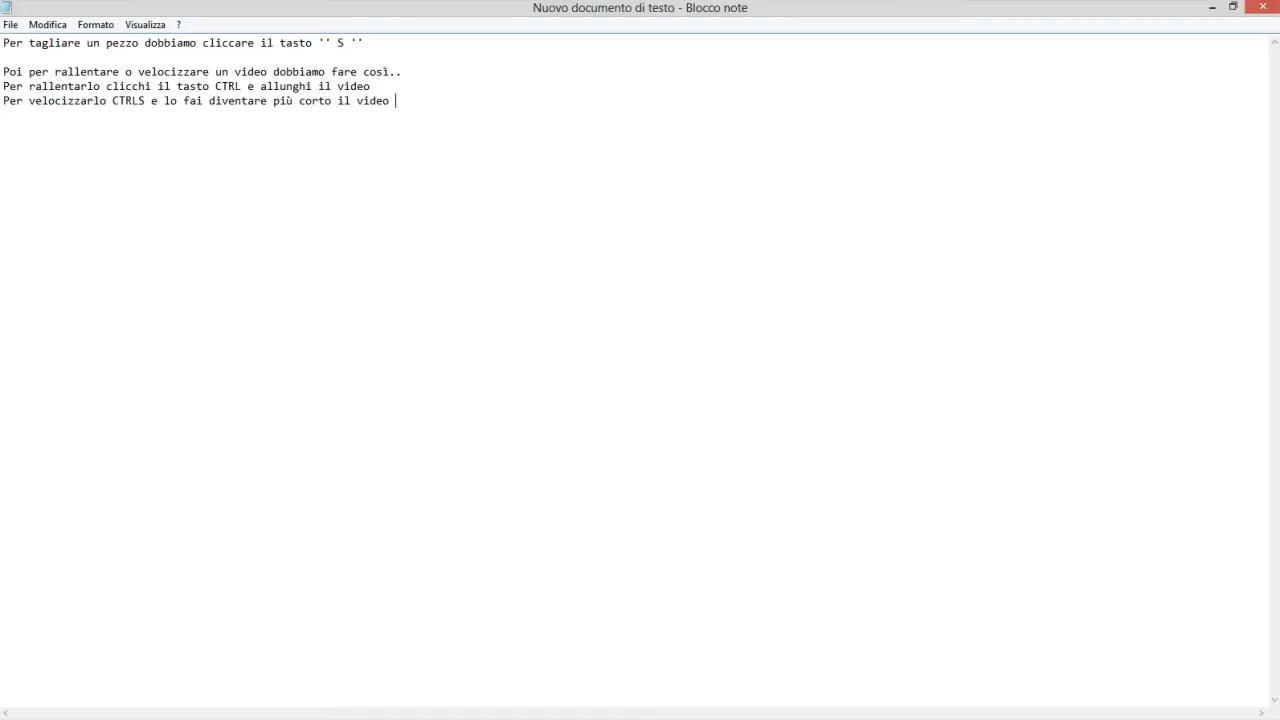 Nuovo documento di testo - Blocco note
File Modifica Formato Visualizza ?
Per tagliare un pezzo dobbiamo cliccare il tasto '' S ''
Poi per rallentare o velocizzare un video dobbiamo fare così..
Per rallentarlo clicchi il tasto CTRL e allunghi il video
Per velocizzarlo CTRLS e lo fai diventare più corto il video